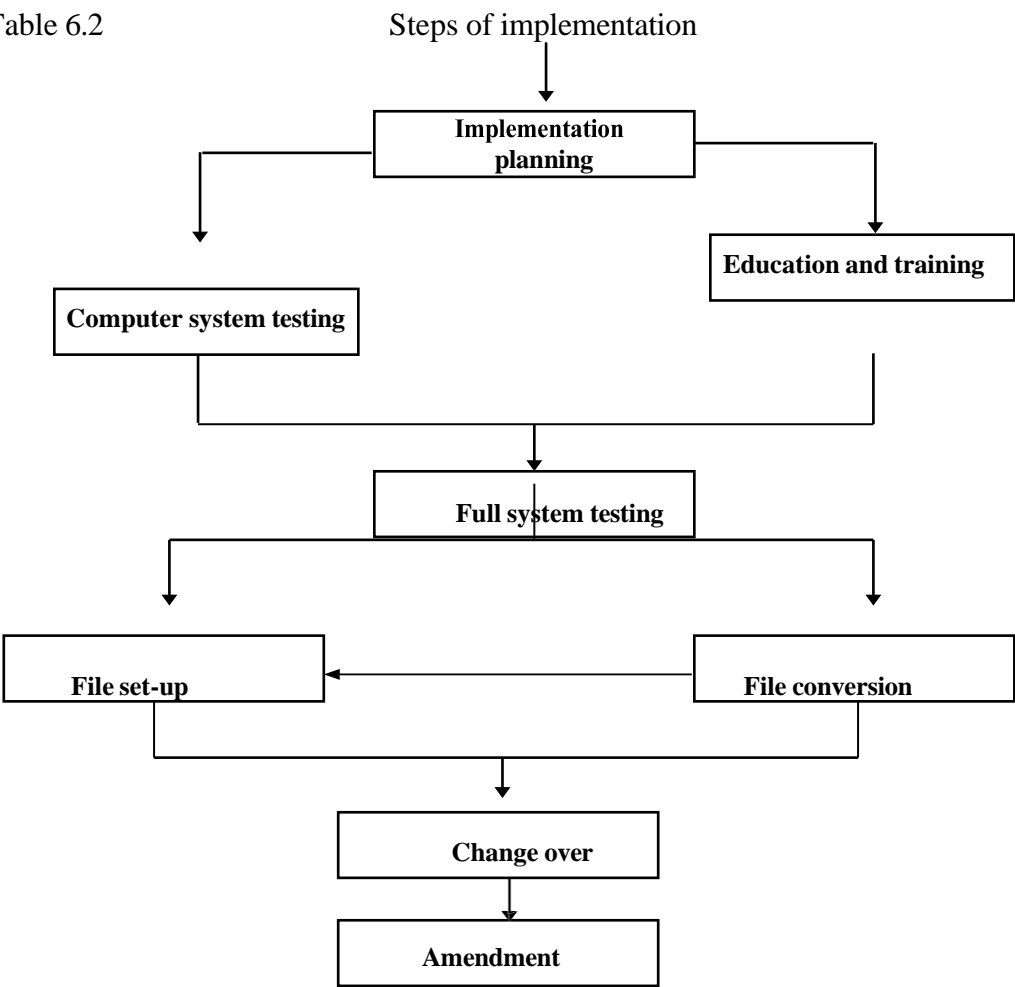 Table 6.2 Steps of implementation
Implementation
planning
Education and training
Computer system testing
Full system testing
File set-up File conversion
Change over
Amendment